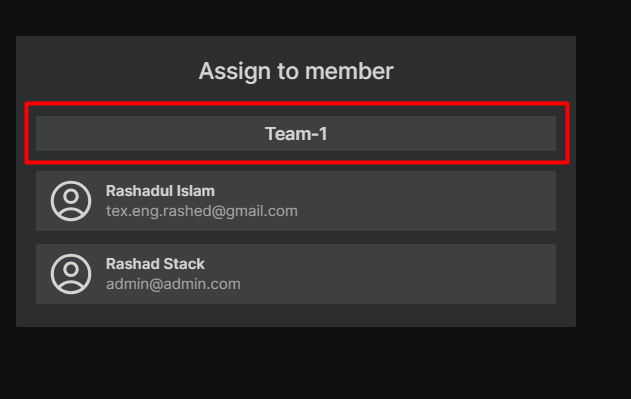 Assign to member
Team-1
Rashadul Islam
tex.eng.rashed@gmail.com
Rashad Stack
admin@admin.com